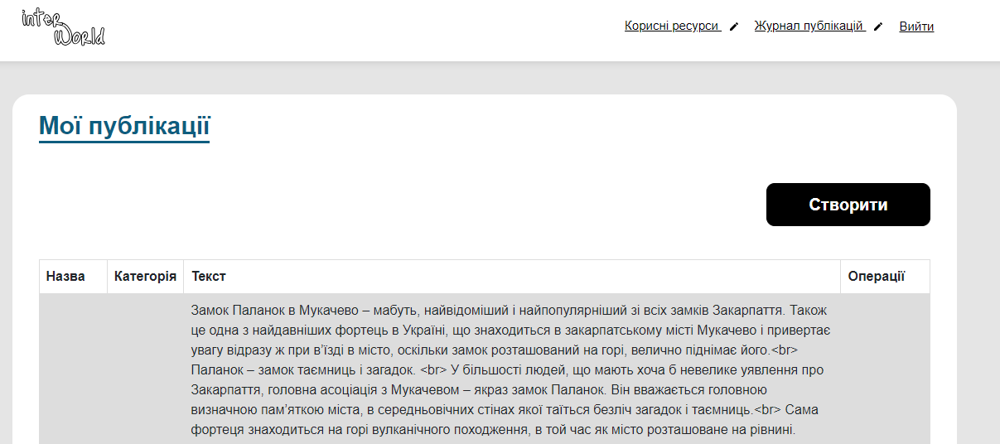 inter
World
Корисні ресурси Журнал публікацій Вийти
Мої публікації
Створити
Назва Категорія Текст Операції
Замок Паланок в Мукачево – мабуть, найвідоміший і найпопулярніший зі всіх замків Закарпаття. Також
це одна з найдавніших фортець в Україні, що знаходиться в закарпатському місті Мукачево і привертає
увагу відразу ж при в’їзді в місто, оскільки замок розташований на горі, велично піднімає його.<br>
Паланок – замок таємниць і загадок. <br> У більшості людей, що мають хоча б невелике уявлення про
Закарпаття, головна асоціація з Мукачевом – якраз замок Паланок. Він вважається головною
визначною пам’яткою міста, в середньовічних стінах якої таїться безліч загадок і таємниць.<br> Сама
фортеця знаходиться на горі вулканічного походження, в той час як місто розташоване на рівнині.